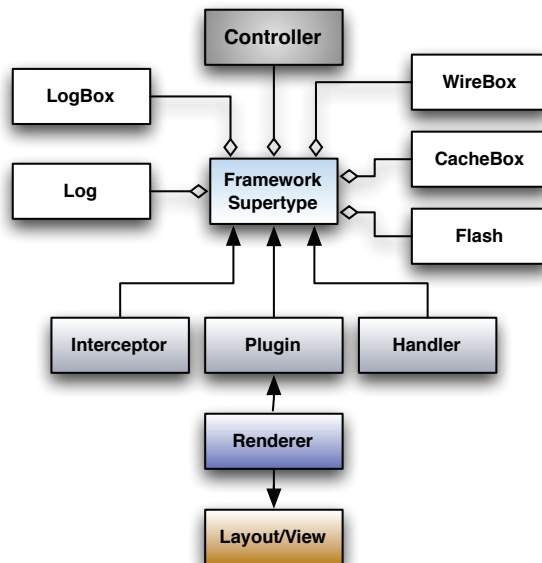 Controller
LogBox
WireBox
Log
Framework
Supertype
CacheBox
Flash
Interceptor
Plugin
Handler
Renderer
Layout/View